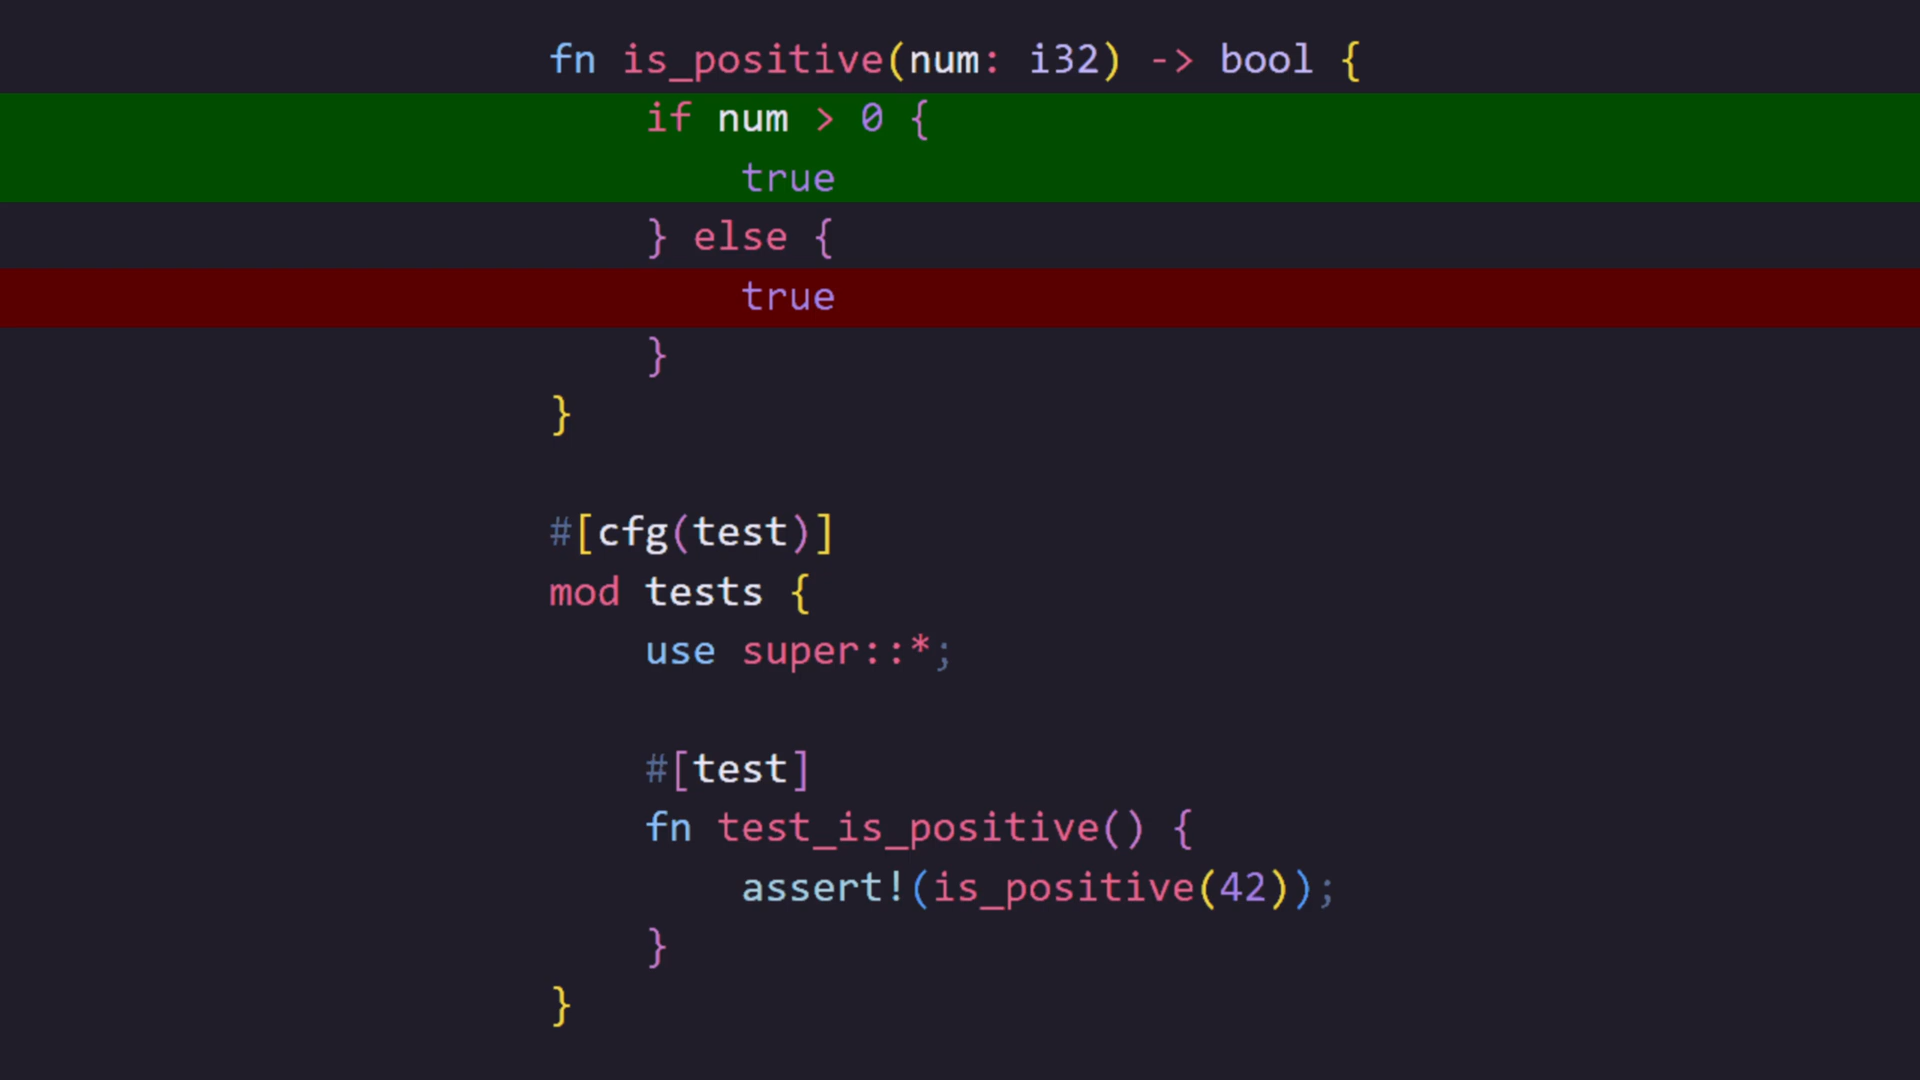 fn is_positive(num: i32) -> bool {
    if num > 0 {
        true
    } else {
        true
    }
}

#[cfg(test)]
mod tests {
    use super::*;

    #[test]
    fn test_is_positive() {
        assert!(is_positive(42));
    }
}